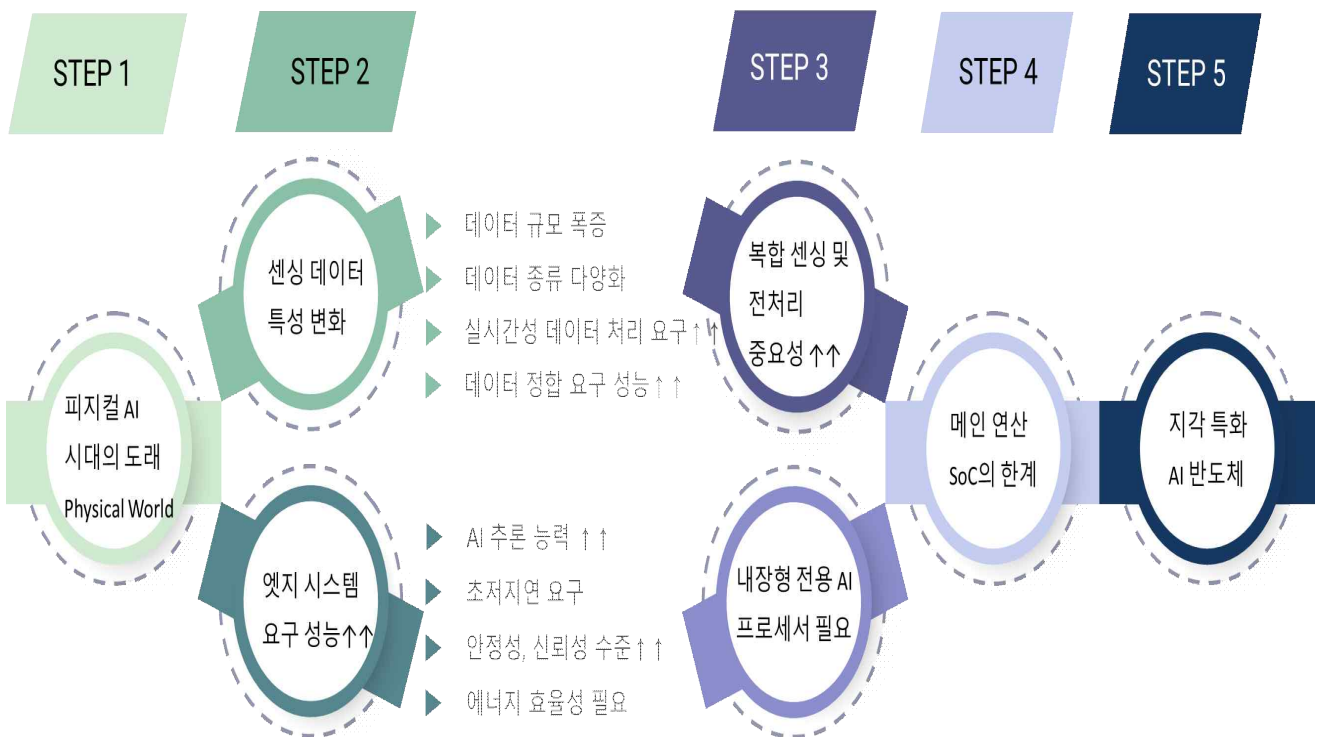 STEP 1
STEP 2
STEP 3
STEP 4
STEP 5
피지컬 AI
시대의 도래
Physical World
센싱 데이터
특성 변화
데이터 규모 폭증
데이터 종류 다양화
실시간성 데이터 처리 요구↑↑
데이터 정합 요구 성능↑↑
엣지 시스템
요구 성능↑↑
AI 추론 능력 ↑↑
초저지연 요구
안정성, 신뢰성 수준↑↑
에너지 효율성 필요
복합 센싱 및
전처리
중요성 ↑↑
내장형 전용 AI
프로세서 필요
메인 연산
SoC의 한계
지각 특화
AI 반도체